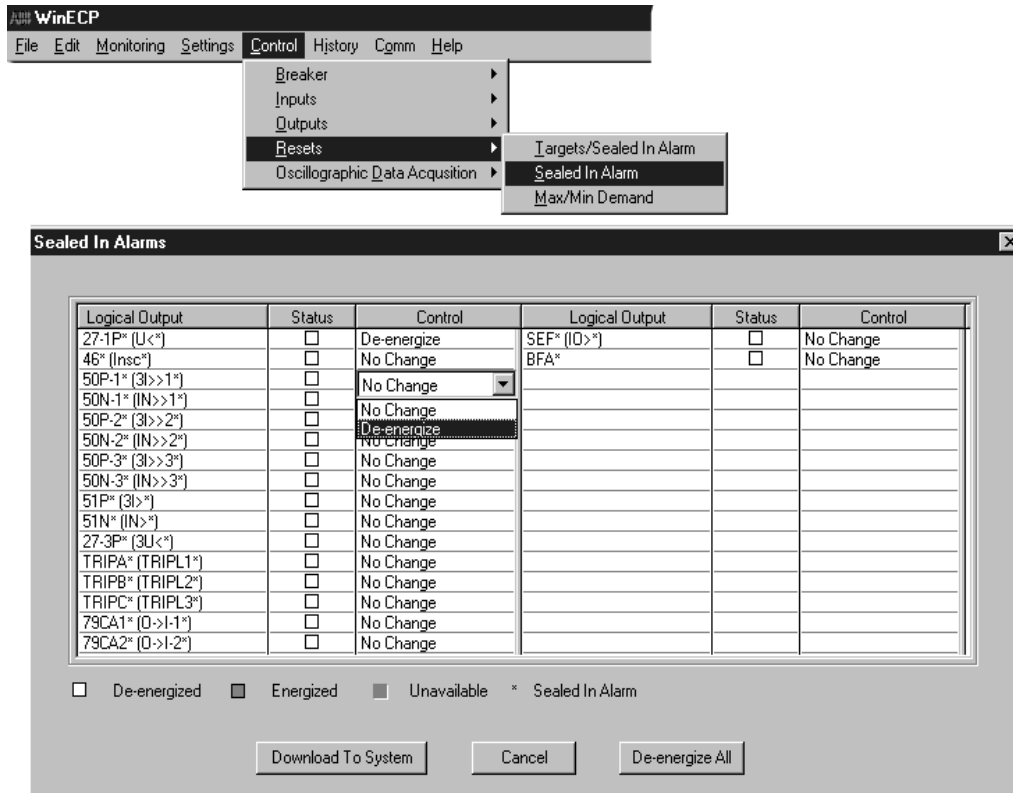 ABB WinECP
File Edit Monitoring Settings Control History Comm Help
Breaker
Inputs
Outputs
Resets
Oscillographic Data Acqusition
Targets/Sealed In Alarm
Sealed In Alarm
Max/Min Demand
Sealed In Alarms
Logical Output Status Control Logical Output Status Control
27-1P* (U<*) De-energize SEF* (IO>*) No Change
46* (Insc*) No Change BFA* No Change
50P-1* (3I>>1*) No Change
50N-1* (IN>>1*) No Change
50P-2* (3I>>2*) De-energize
50N-2* (IN>>2*) No Change
50P-3* (3I>>3*) No Change
50N-3* (IN>>3*) No Change
51P* (3I>*) No Change
51N* (IN>*) No Change
27-3P* (3U<*) No Change
TRIPA* (TRIPL1*) No Change
TRIPB* (TRIPL2*) No Change
TRIPC* (TRIPL3*) No Change
79CA1* (O->I-1*) No Change
79CA2* (O->I-2*) No Change
De-energized Energized Unavailable * Sealed In Alarm
Download To System Cancel De-energize All